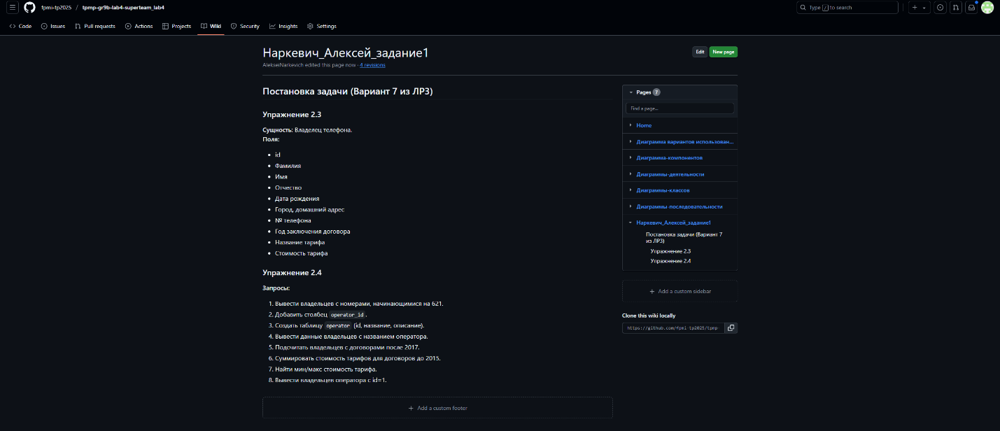 fpmi-tp2025 / tpmp-gr9b-lab4-superteam_lab4
Type / to search
Code Issues Pull requests Actions Projects Wiki Security Insights Settings
Наркевич_Алексей_задание1
Edit New page
AlekseiNarkevich edited this page now · 4 revisions
Постановка задачи (Вариант 7 из ЛР3)
Упражнение 2.3
Сущность: Владелец телефона.
Поля:
id
Фамилия
Имя
Отчество
Дата рождения
Город, домашний адрес
№ телефона
Год заключения договора
Название тарифа
Стоимость тарифа
Упражнение 2.4
Запросы:
1. Вывести владельцев с номерами, начинающимися на 621.
2. Добавить столбец operator_id.
3. Создать таблицу operator (id, название, описание).
4. Вывести данные владельцев с названием оператора.
5. Подсчитать владельцев с договорами после 2017.
6. Суммировать стоимость тарифов для договоров до 2015.
7. Найти мин/макс стоимость тарифа.
8. Вывести владельцев оператора с id=1.
Add a custom footer
Pages 7
Find a page...
Home
Диаграмма вариантов использован...
Диаграмма-компонентов
Диаграммы-деятельности
Диаграммы-классов
Диаграммы-последовательности
Наркевич_Алексей_задание1
Постановка задачи (Вариант 7
из ЛР3)
Упражнение 2.3
Упражнение 2.4
Add a custom sidebar
Clone this wiki locally
https://github.com/fpmi-tp2025/tpmp-